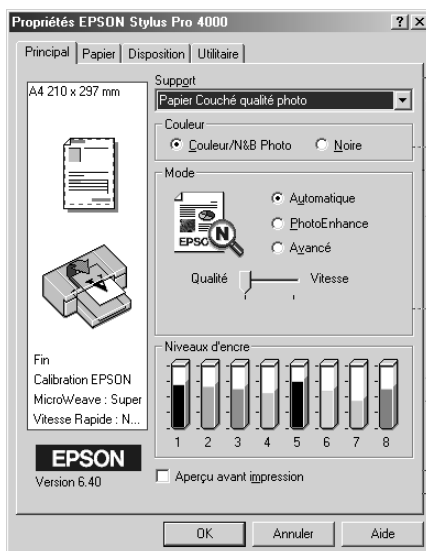 Propriétés EPSON Stylus Pro 4000
Principal
Papier
Disposition
Utilitaire
A4 210 x 297 mm
Support
Papier Couché qualité photo
Couleur
Couleur/N&B Photo
Noire
Mode
EPSON
N
Automatique
PhotoEnhance
Avancé
Qualité
Vitesse
Fin
Calibration EPSON
MicroWeave : Super
Vitesse Rapide : N...
Niveaux d'encre
1 2 3 4 5 6 7 8
EPSON
Version 6.40
Aperçu avant impression
OK
Annuler
Aide